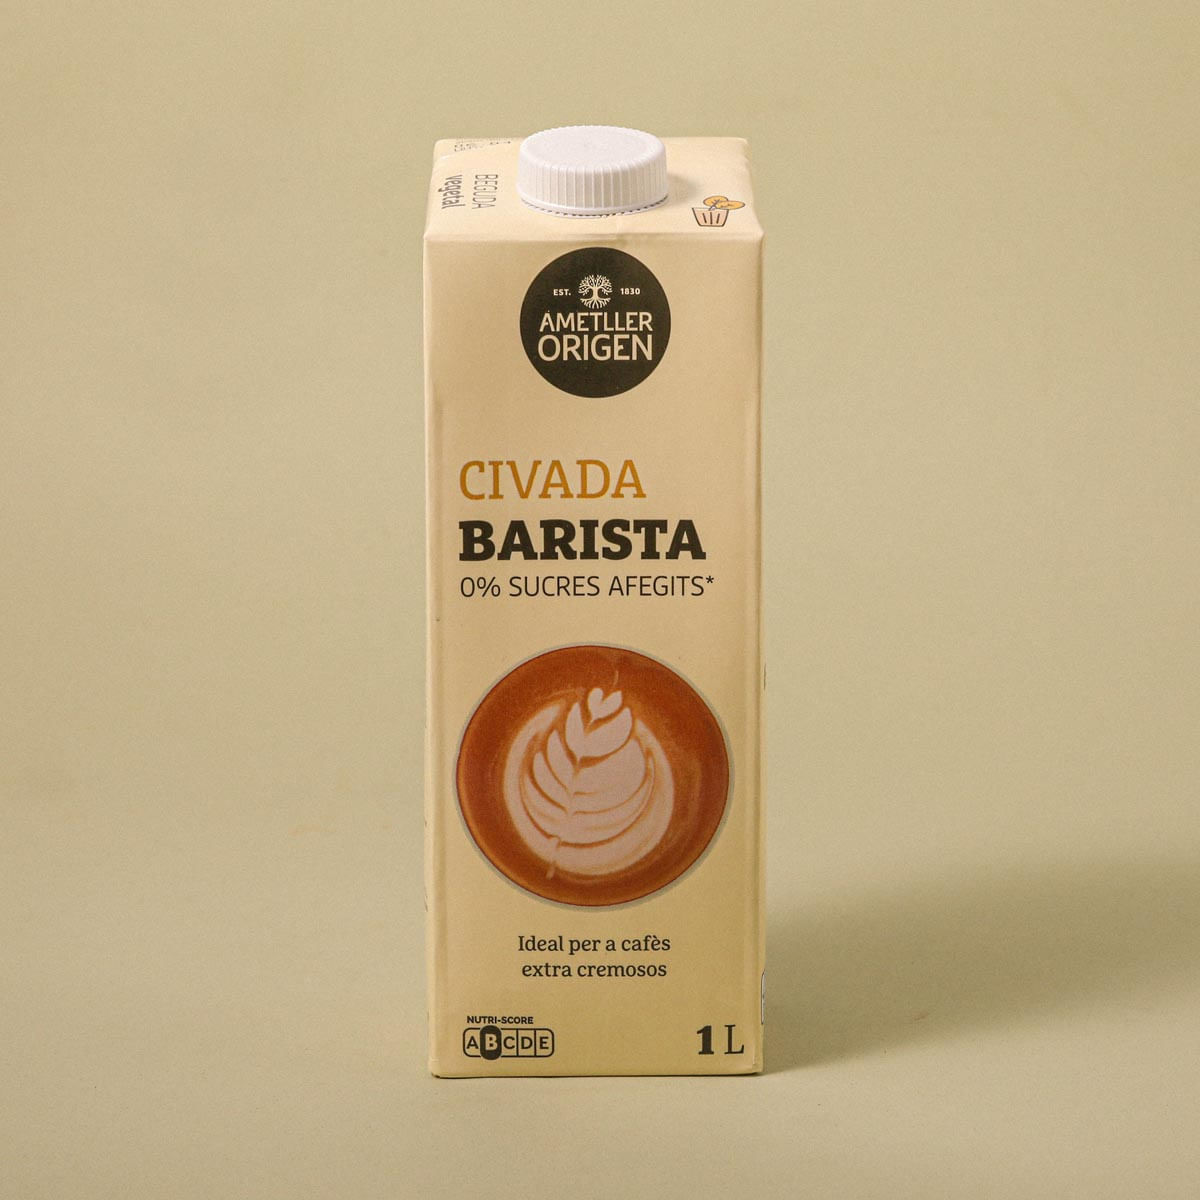 BEGUDA
vegetal
EST. 1830
AMETLLER
ORIGEN
CIVADA
BARISTA
0% SUCRES AFEGITS*
Ideal per a cafès
extra cremosos
NUTRI-SCORE
ABCDE
1 L